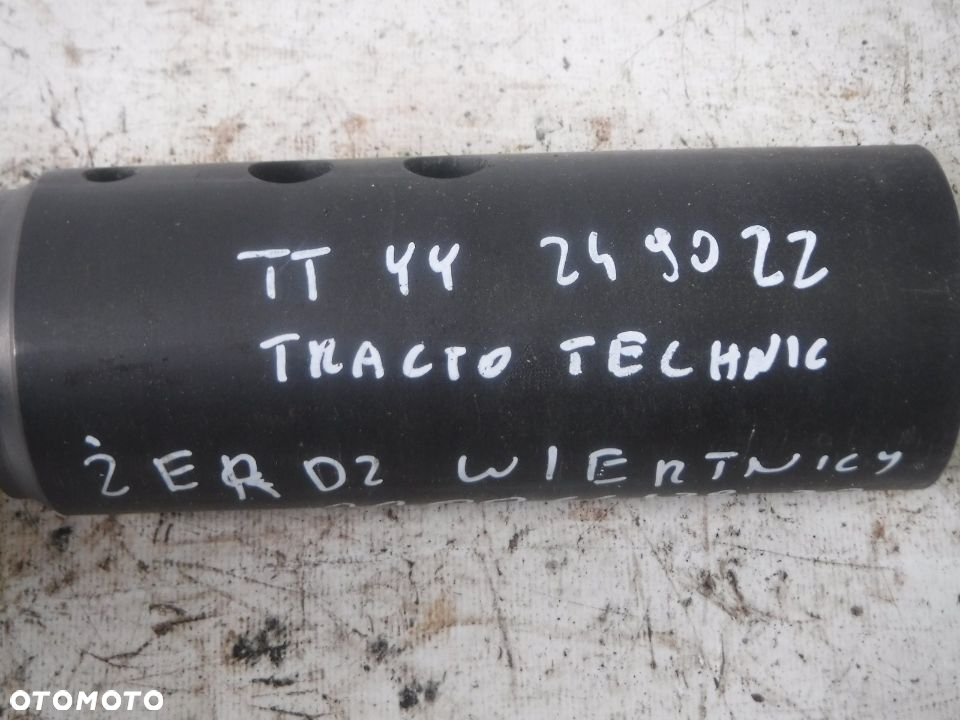 TT 44 249022
TRACTO TECHNIC
ŻERDZ WIERTNICY
OTOMOTO